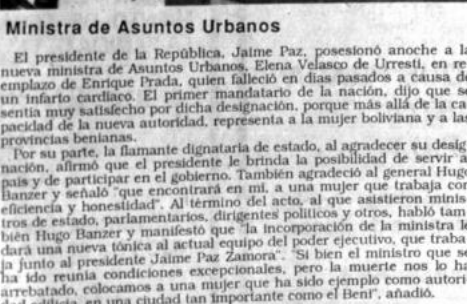 Ministra de Asuntos Urbanos
El presidente de la República, Jaime Paz, posesionó anoche a la
nueva ministra de Asuntos Urbanos, Elena Velasco de Urresti, en re-
emplazo de Enrique Prada, quien falleció en días pasados a causa de
un infarto cardiaco. El primer mandatario de la nación, dijo que se
sentía muy satisfecho por dicha designación, porque más allá de la ca-
pacidad de la nueva autoridad, representa a la mujer boliviana y a las
provincias benianas.
Por su parte, la flamante dignataria de estado, al agradecer su desig-
nación, afirmó que el presidente le brinda la posibilidad de servir al
país y de participar en el gobierno. También agradeció al general Hugo
Banzer y señaló "que encontrará en mi, a una mujer que trabaja con
eficiencia y honestidad". Al término del acto, al que asistieron minis-
tros de estado, parlamentarios, dirigentes políticos y otros, habló tam-
bién Hugo Banzer y manifestó que "la incorporación de la ministra le
dará una nueva tónica al actual equipo del poder ejecutivo, que traba-
ja junto al presidente Jaime Paz Zamora". "Si bien el ministro que se
ha ido reunía condiciones excepcionales, pero la muerte nos lo ha
arrebatado, colocamos a una mujer que ha sido ejemplo como autori-
edilicia, en una ciudad tan importante como el Beni", añadió.